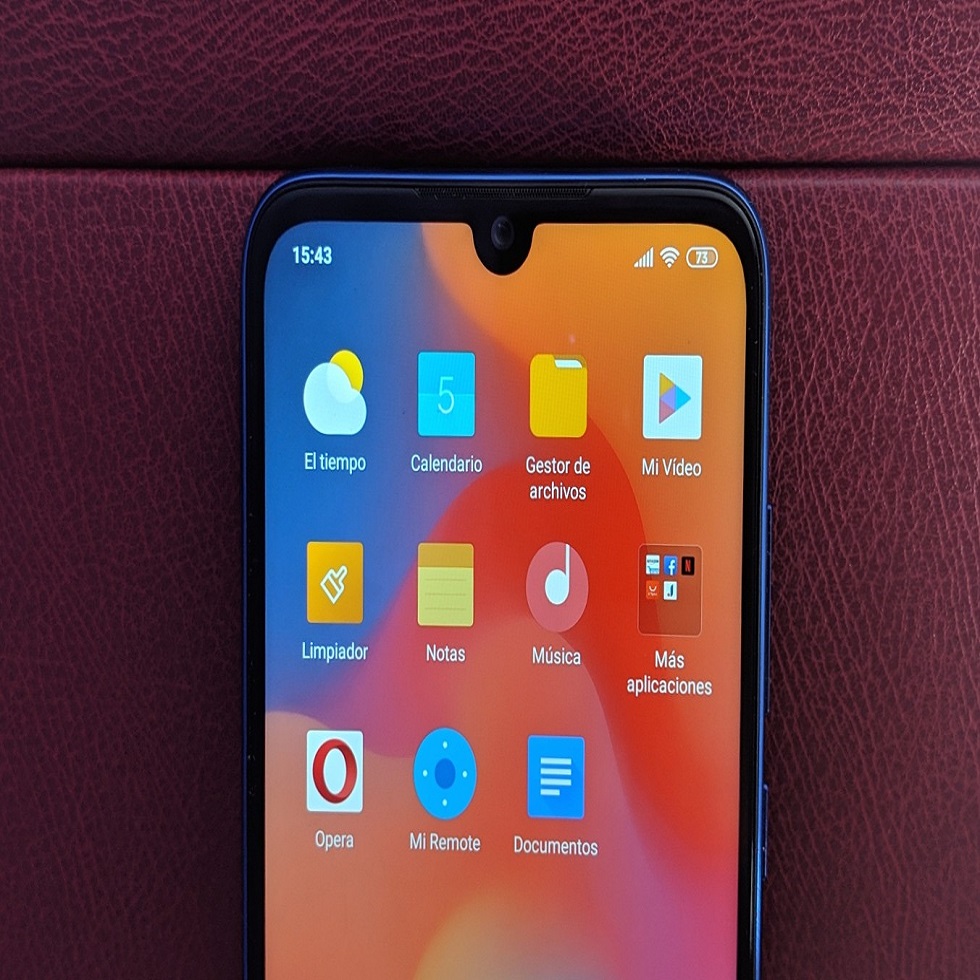 15:43
73
5
El tiempo
Calendario
Gestor de
archivos
Mi Vídeo
Limpiador
Notas
Música
Más
aplicaciones
Opera
Mi Remote
Documentos